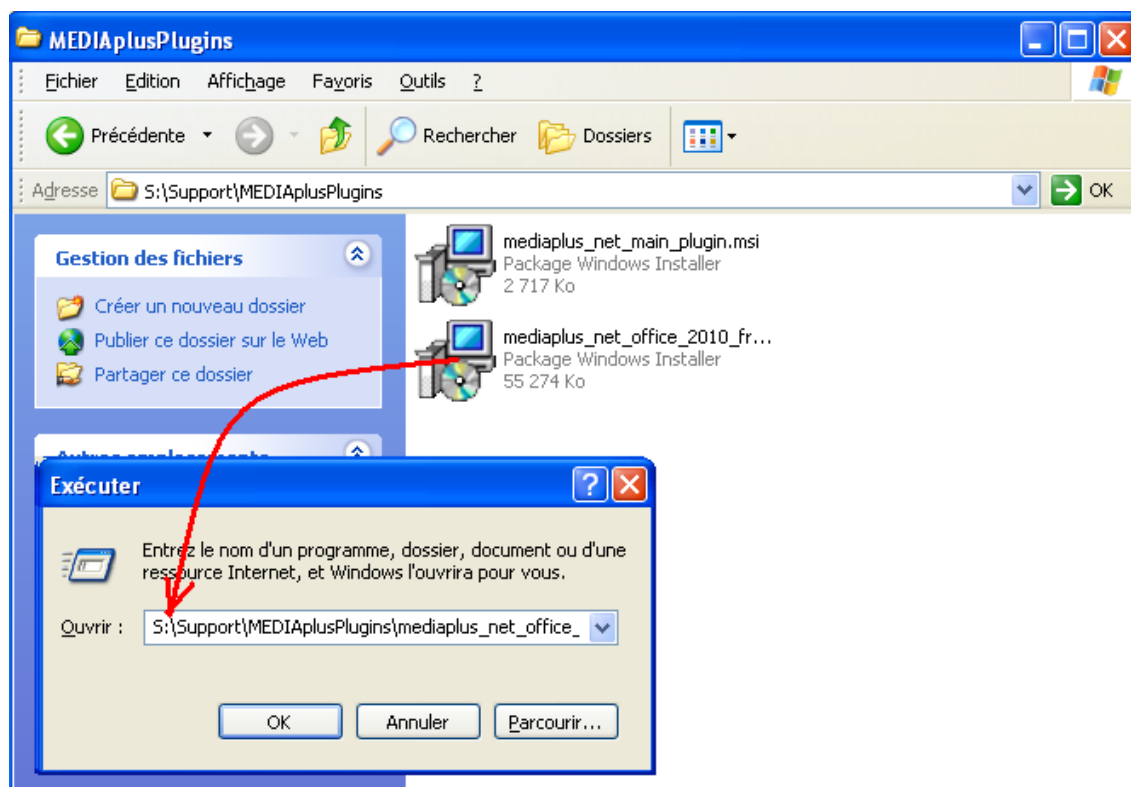 MEDIAplusPlugins
Fichier Edition Affichage Favoris Outils ?
Précédente Rechercher Dossiers
Adresse S:\Support\MEDIAplusPlugins OK
Gestion des fichiers
Créer un nouveau dossier
Publier ce dossier sur le Web
Partager ce dossier
mediaplus_net_main_plugin.msi
Package Windows Installer
2 717 Ko
mediaplus_net_office_2010_fr...
Package Windows Installer
55 274 Ko
Exécuter
Entrez le nom d'un programme, dossier, document ou d'une
ressource Internet, et Windows l'ouvrira pour vous.
Ouvrir : S:\Support\MEDIAplusPlugins\mediaplus_net_office_
OK Annuler Parcourir...